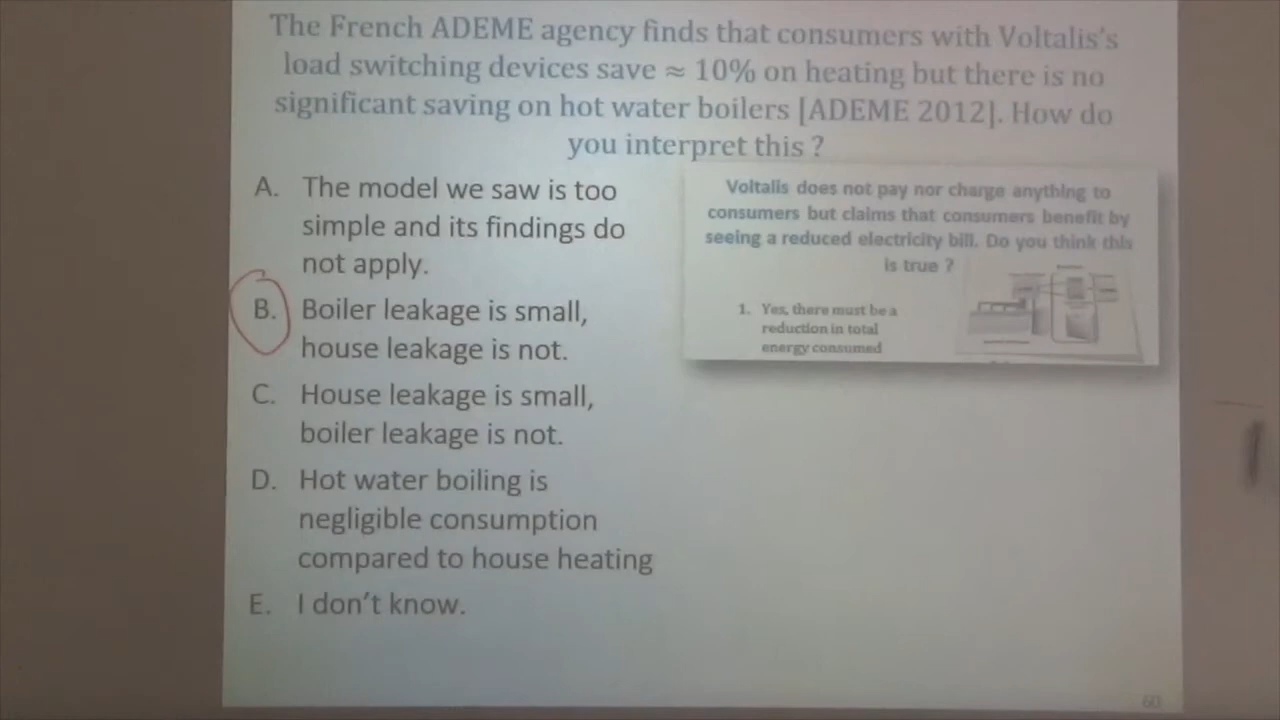 The French ADEME agency finds that consumers with Voltalis's
load switching devices save ≈ 10% on heating but there is no
significant saving on hot water boilers [ADEME 2012]. How do
you interpret this ?
A. The model we saw is too
simple and its findings do
not apply.
B. Boiler leakage is small,
house leakage is not.
C. House leakage is small,
boiler leakage is not.
D. Hot water boiling is
negligible consumption
compared to house heating
E. I don't know.
Voltalis does not pay nor charge anything to
consumers but claims that consumers benefit by
seeing a reduced electricity bill. Do you think this
is true ?
1. Yes, there must be a
reduction in total
energy consumed
60